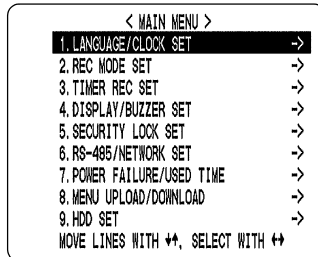 < MAIN MENU >
1. LANGUAGE/CLOCK SET ->
2. REC MODE SET ->
3. TIMER REC SET ->
4. DISPLAY/BUZZER SET ->
5. SECURITY LOCK SET ->
6. RS-485/NETWORK SET ->
7. POWER FAILURE/USED TIME ->
8. MENU UPLOAD/DOWNLOAD ->
9. HDD SET ->
MOVE LINES WITH ↓↑, SELECT WITH ↔